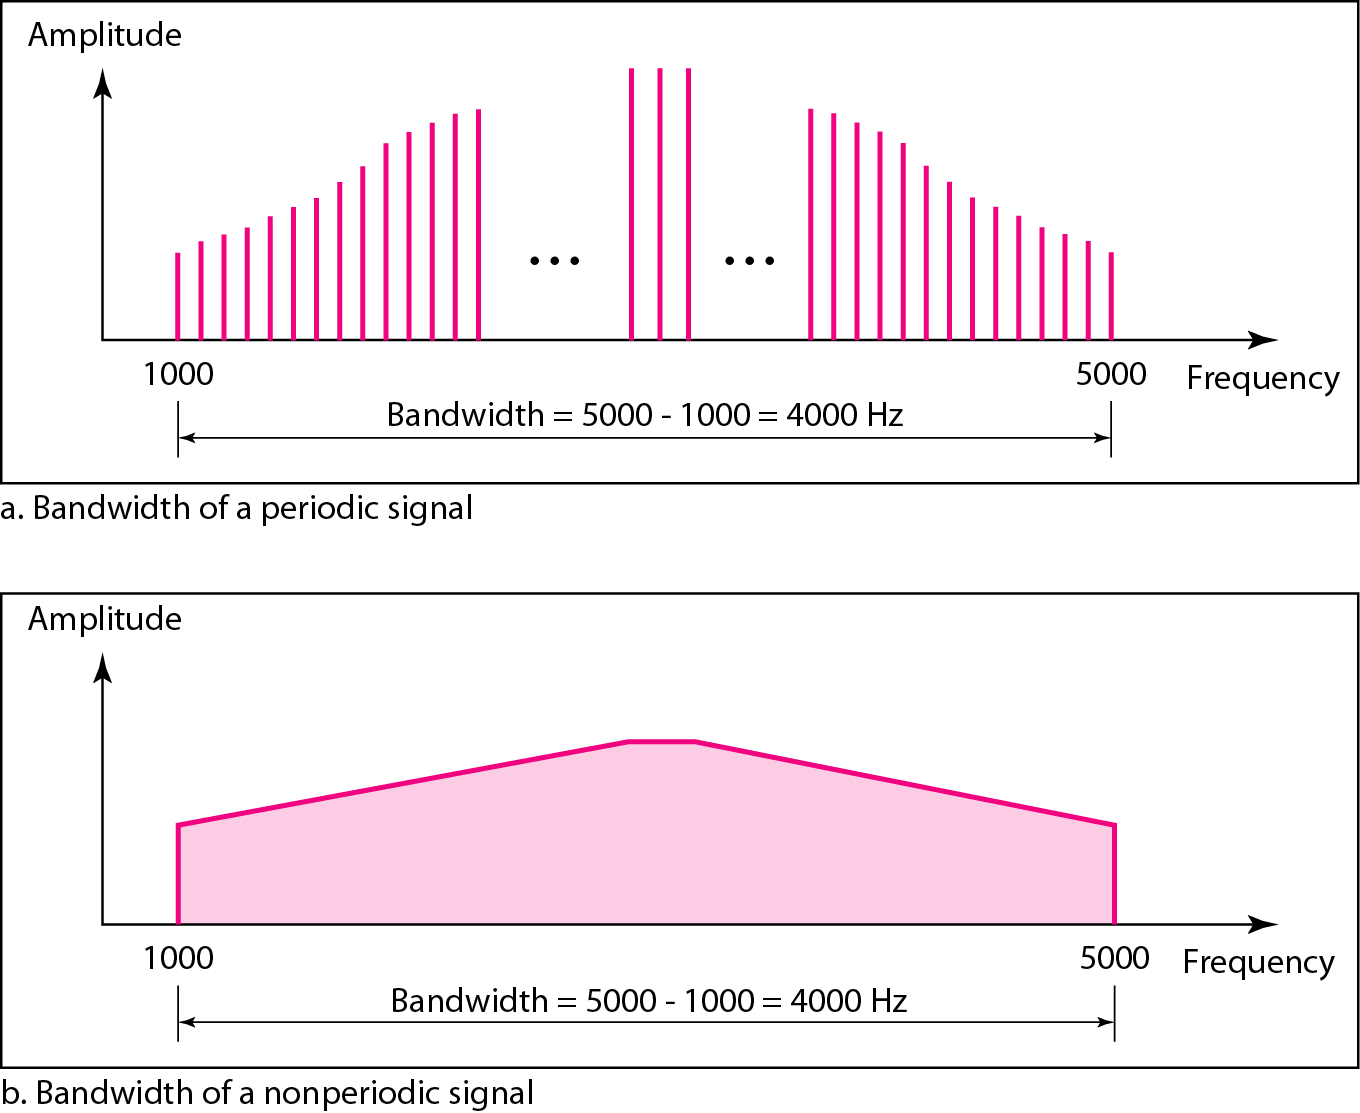 Amplitude
1000
5000
Frequency
Bandwidth = 5000 - 1000 = 4000 Hz
a. Bandwidth of a periodic signal
Amplitude
1000
5000
Frequency
Bandwidth = 5000 - 1000 = 4000 Hz
b. Bandwidth of a nonperiodic signal